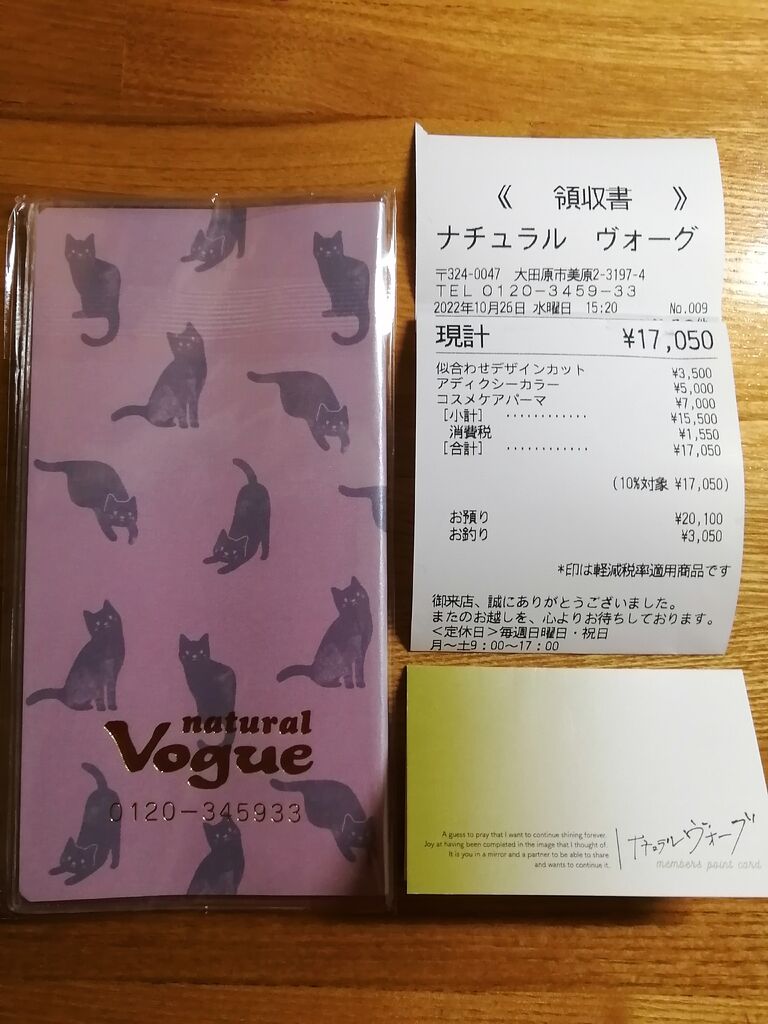 natural
Vogue
0120-345933
《 領収書 》
ナチュラル ヴォーグ
〒324-0047 大田原市美原2-3197-4
TEL 0120-3459-33
2022年10月26日 水曜日 15:20 No.009
現計 ¥17,050
似合わせデザインカット ¥3,500
アディクシーカラー ¥5,000
コスメケアパーマ ¥7,000
[小計] ············ ¥15,500
消費税 ¥1,550
[合計] ············ ¥17,050
(10%対象 ¥17,050)
お預り ¥20,100
お釣り ¥3,050
*印は軽減税率適用商品です
御来店、誠にありがとうございました。
またのお越しを、心よりお待ちしております。
<定休日>毎週日曜日・祝日
月~土9:00~17:00
A guess to pray that I want to continue shining forever.
Joy at having been completed in the image that I thought of.
It is you in a mirror and a partner to be able to share
and wants to continue it.
ナチュラルヴォーグ
members point card